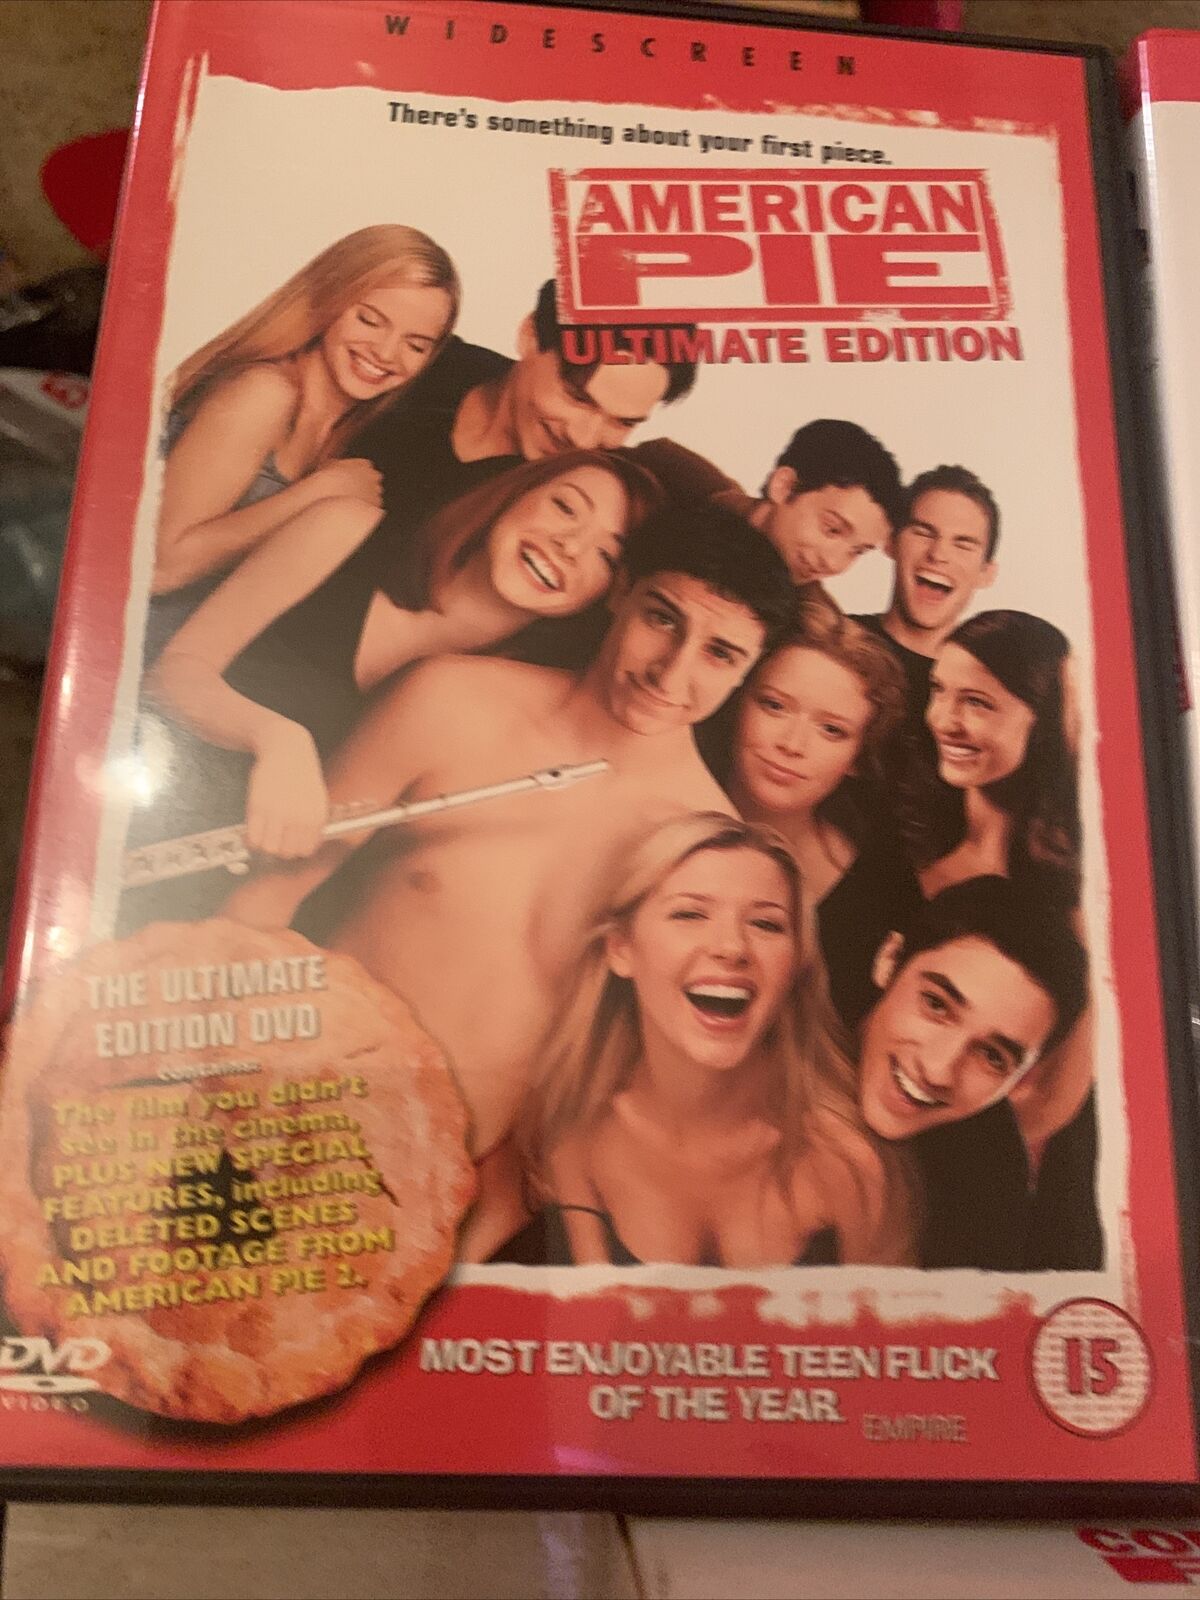 WIDESCREEN
There's something about your first piece.
AMERICAN
PIE
ULTIMATE EDITION
THE ULTIMATE
EDITION DVD
contains:
The film you didn't
see in the cinema,
PLUS NEW SPECIAL
FEATURES, including
DELETED SCENES
AND FOOTAGE FROM
AMERICAN PIE 2.
DVD
VIDEO
MOST ENJOYABLE TEEN FLICK
OF THE YEAR
EMPIRE
15